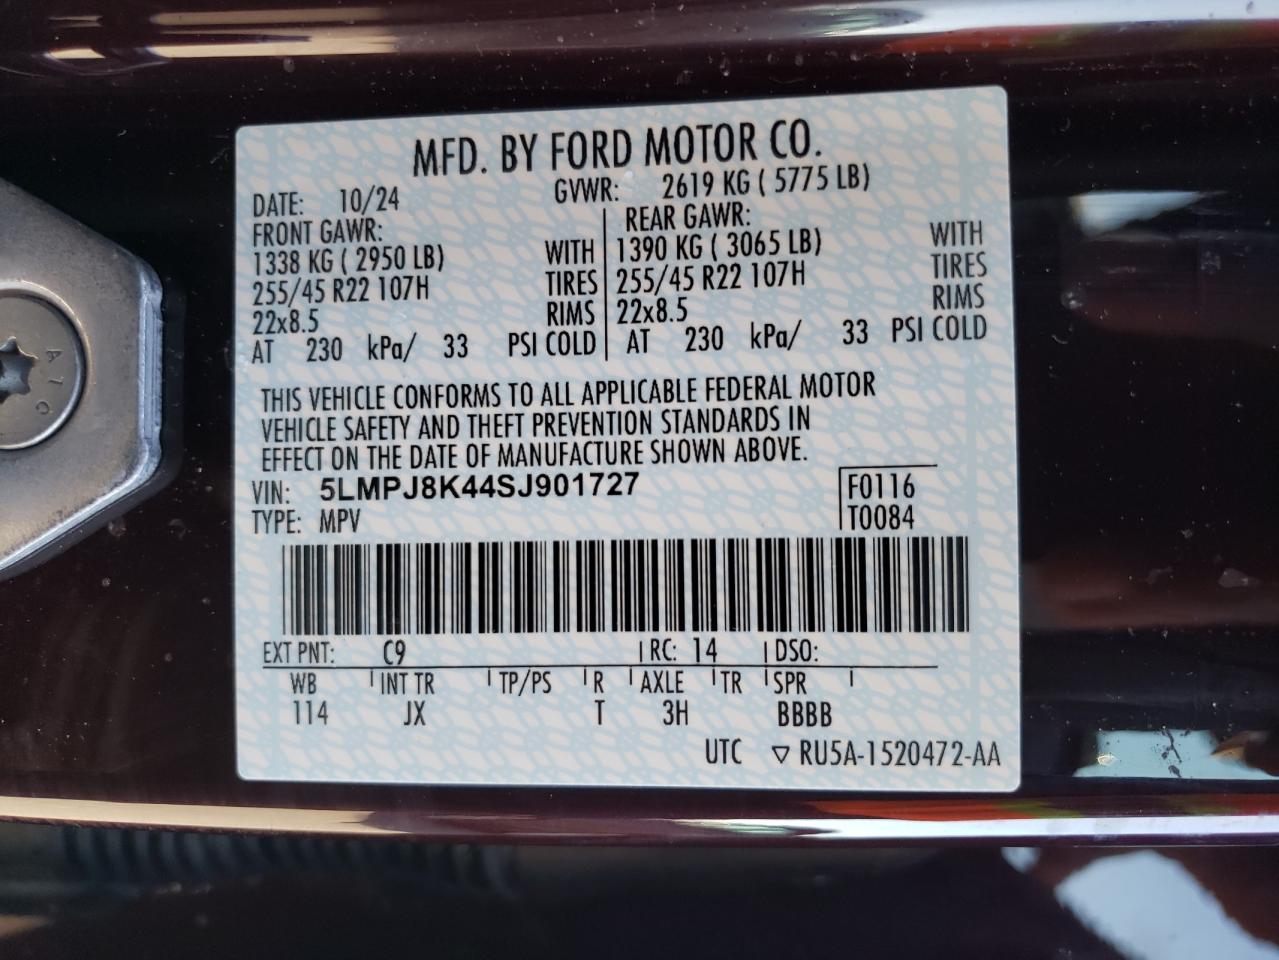 MFD. BY FORD MOTOR CO.
DATE: 10/24 GVWR: 2619 KG ( 5775 LB)
FRONT GAWR: REAR GAWR:
1338 KG ( 2950 LB) WITH 1390 KG ( 3065 LB) WITH
255/45 R22 107H TIRES 255/45 R22 107H TIRES
22x8.5 RIMS 22x8.5 RIMS
AT 230 kPa/ 33 PSI COLD AT 230 kPa/ 33 PSI COLD
THIS VEHICLE CONFORMS TO ALL APPLICABLE FEDERAL MOTOR
VEHICLE SAFETY AND THEFT PREVENTION STANDARDS IN
EFFECT ON THE DATE OF MANUFACTURE SHOWN ABOVE.
VIN: 5LMPJ8K44SJ901727 F0116
TYPE: MPV T0084
EXT PNT: C9 RC: 14 DSO:
WB INT TR TP/PS R AXLE TR SPR
114 JX T 3H BBBB
UTC ▽ RU5A-1520472-AA
AIC